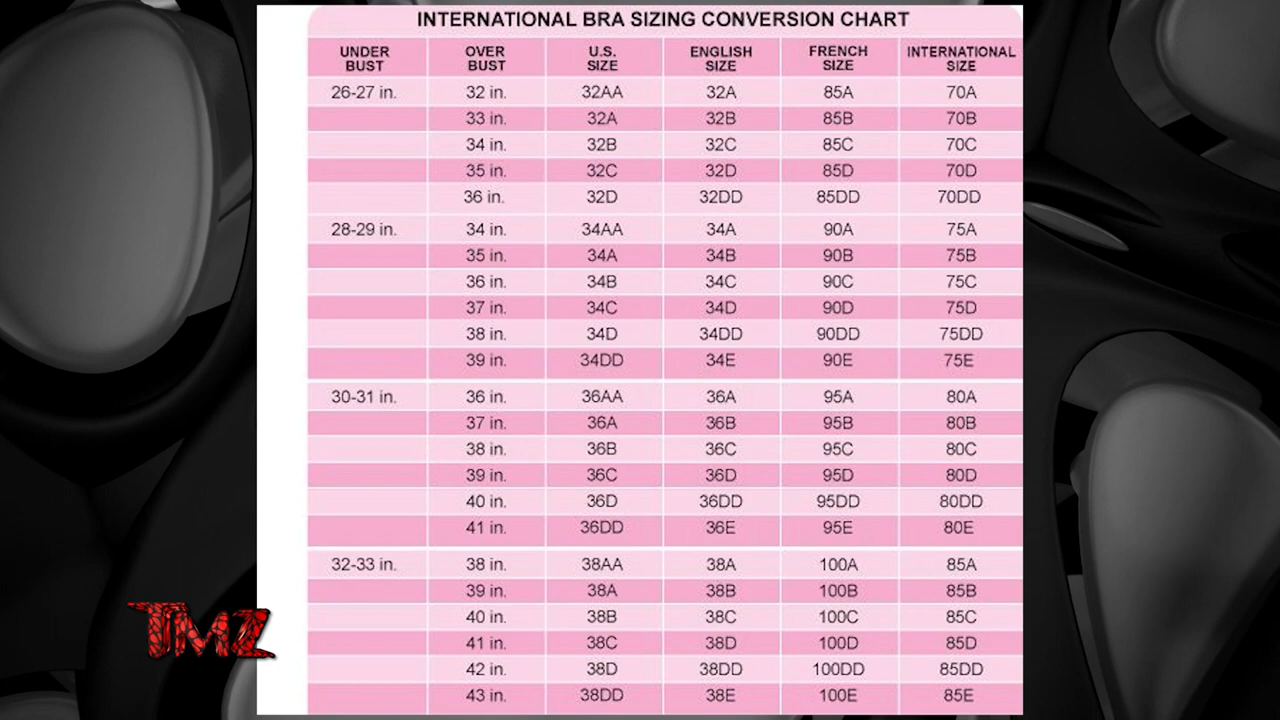 INTERNATIONAL BRA SIZING CONVERSION CHART
UNDER BUST OVER BUST U.S. SIZE ENGLISH SIZE FRENCH SIZE INTERNATIONAL SIZE
26-27 in. 32 in. 32AA 32A 85A 70A
33 in. 32A 32B 85B 70B
34 in. 32B 32C 85C 70C
35 in. 32C 32D 85D 70D
36 in. 32D 32DD 85DD 70DD
28-29 in. 34 in. 34AA 34A 90A 75A
35 in. 34A 34B 90B 75B
36 in. 34B 34C 90C 75C
37 in. 34C 34D 90D 75D
38 in. 34D 34DD 90DD 75DD
39 in. 34DD 34E 90E 75E
30-31 in. 36 in. 36AA 36A 95A 80A
37 in. 36A 36B 95B 80B
38 in. 36B 36C 95C 80C
39 in. 36C 36D 95D 80D
40 in. 36D 36DD 95DD 80DD
41 in. 36DD 36E 95E 80E
32-33 in. 38 in. 38AA 38A 100A 85A
39 in. 38A 38B 100B 85B
40 in. 38B 38C 100C 85C
41 in. 38C 38D 100D 85D
42 in. 38D 38DD 100DD 85DD
43 in. 38DD 38E 100E 85E
TMZ